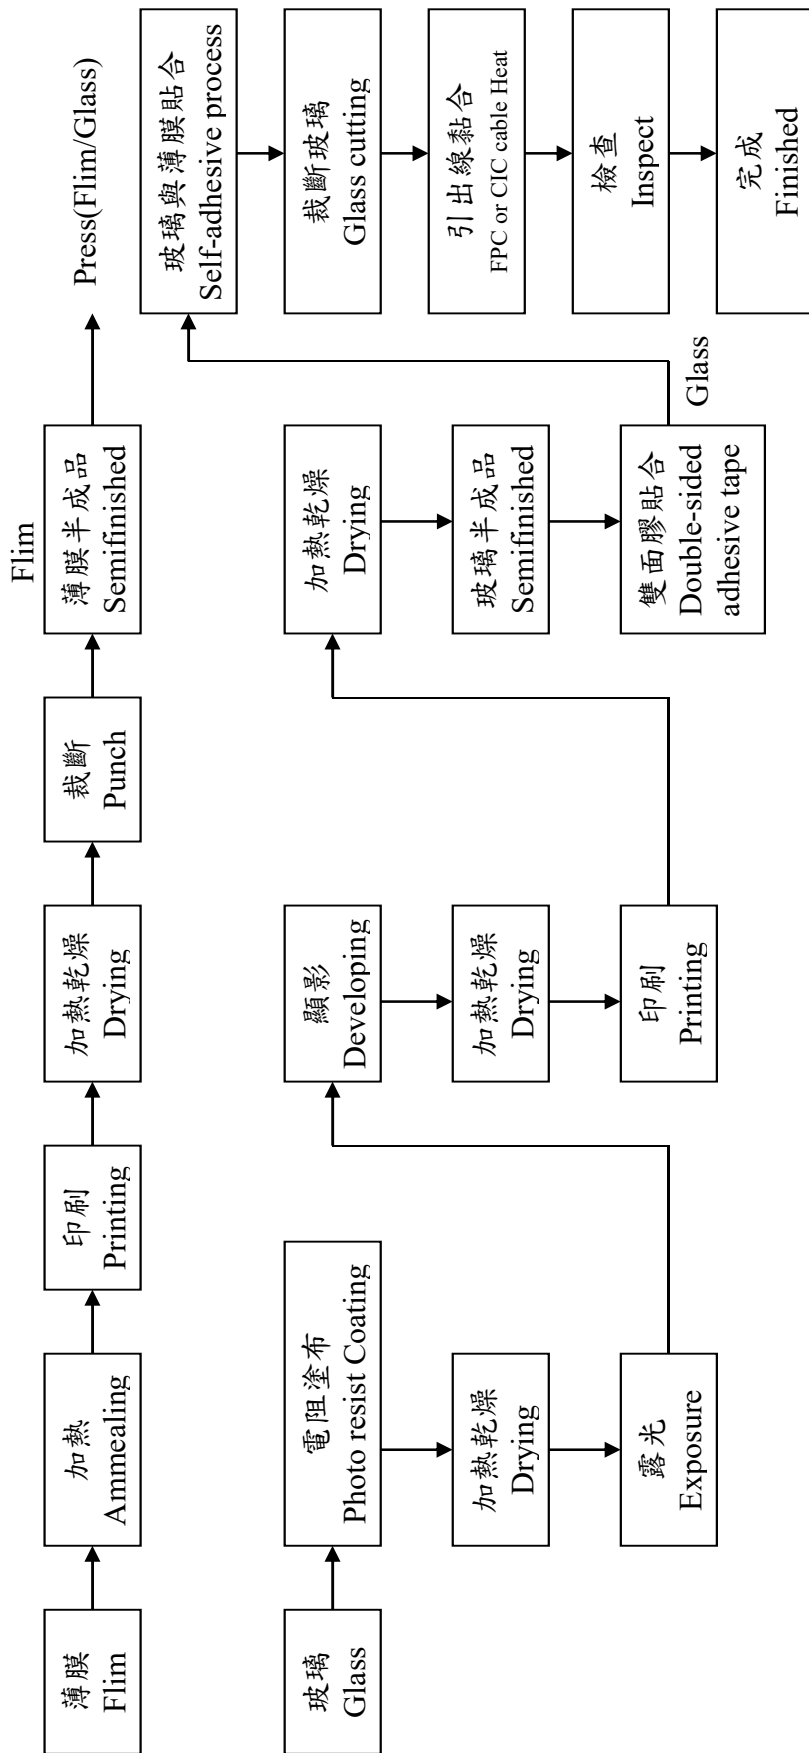 薄膜
Flim
加熱
Ammealing
印刷
Printing
加熱乾燥
Drying
裁斷
Punch
Flim
薄膜半成品
Semifinished
Press(Flim/Glass)
玻璃
Glass
電阻塗布
Photo resist Coating
加熱乾燥
Drying
露光
Exposure
顯影
Developing
加熱乾燥
Drying
印刷
Printing
加熱乾燥
Drying
玻璃半成品
Semifinished
雙面膠貼合
Double-sided
adhesive tape
Glass
玻璃與薄膜貼合
Self-adhesive process
裁斷玻璃
Glass cutting
引出線黏合
FPC or CIC cable Heat
檢查
Inspect
完成
Finished